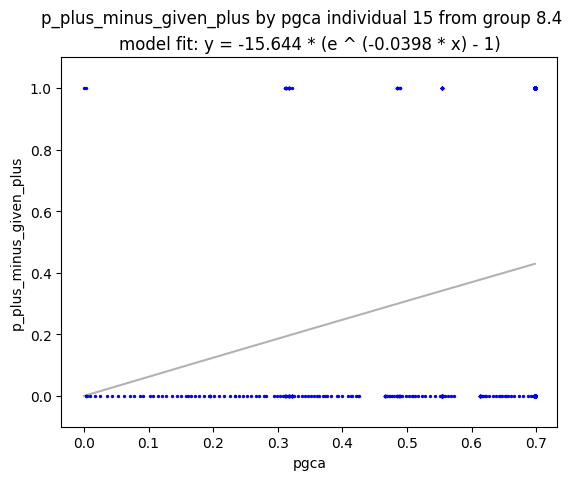 p_plus_minus_given_plus by pgca individual 15 from group 8.4
model fit: y = -15.644 * (e ^ (-0.0398 * x) - 1)
1.0
0.8
0.6
0.4
0.2
0.0
p_plus_minus_given_plus
0.0 0.1 0.2 0.3 0.4 0.5 0.6 0.7
pgca